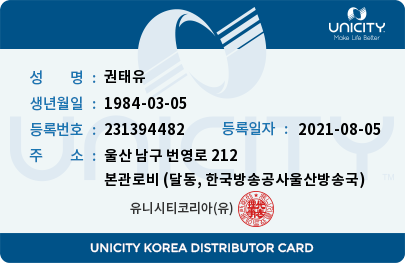 UNICITY
Make Life Better
성 명 : 권태유
생년월일 : 1984-03-05
등록번호 : 231394482 등록일자 : 2021-08-05
주 소 : 울산 남구 번영로 212
본관로비 (달동, 한국방송공사울산방송국)
유니시티코리아(유)
UNICITY KOREA DISTRIBUTOR CARD